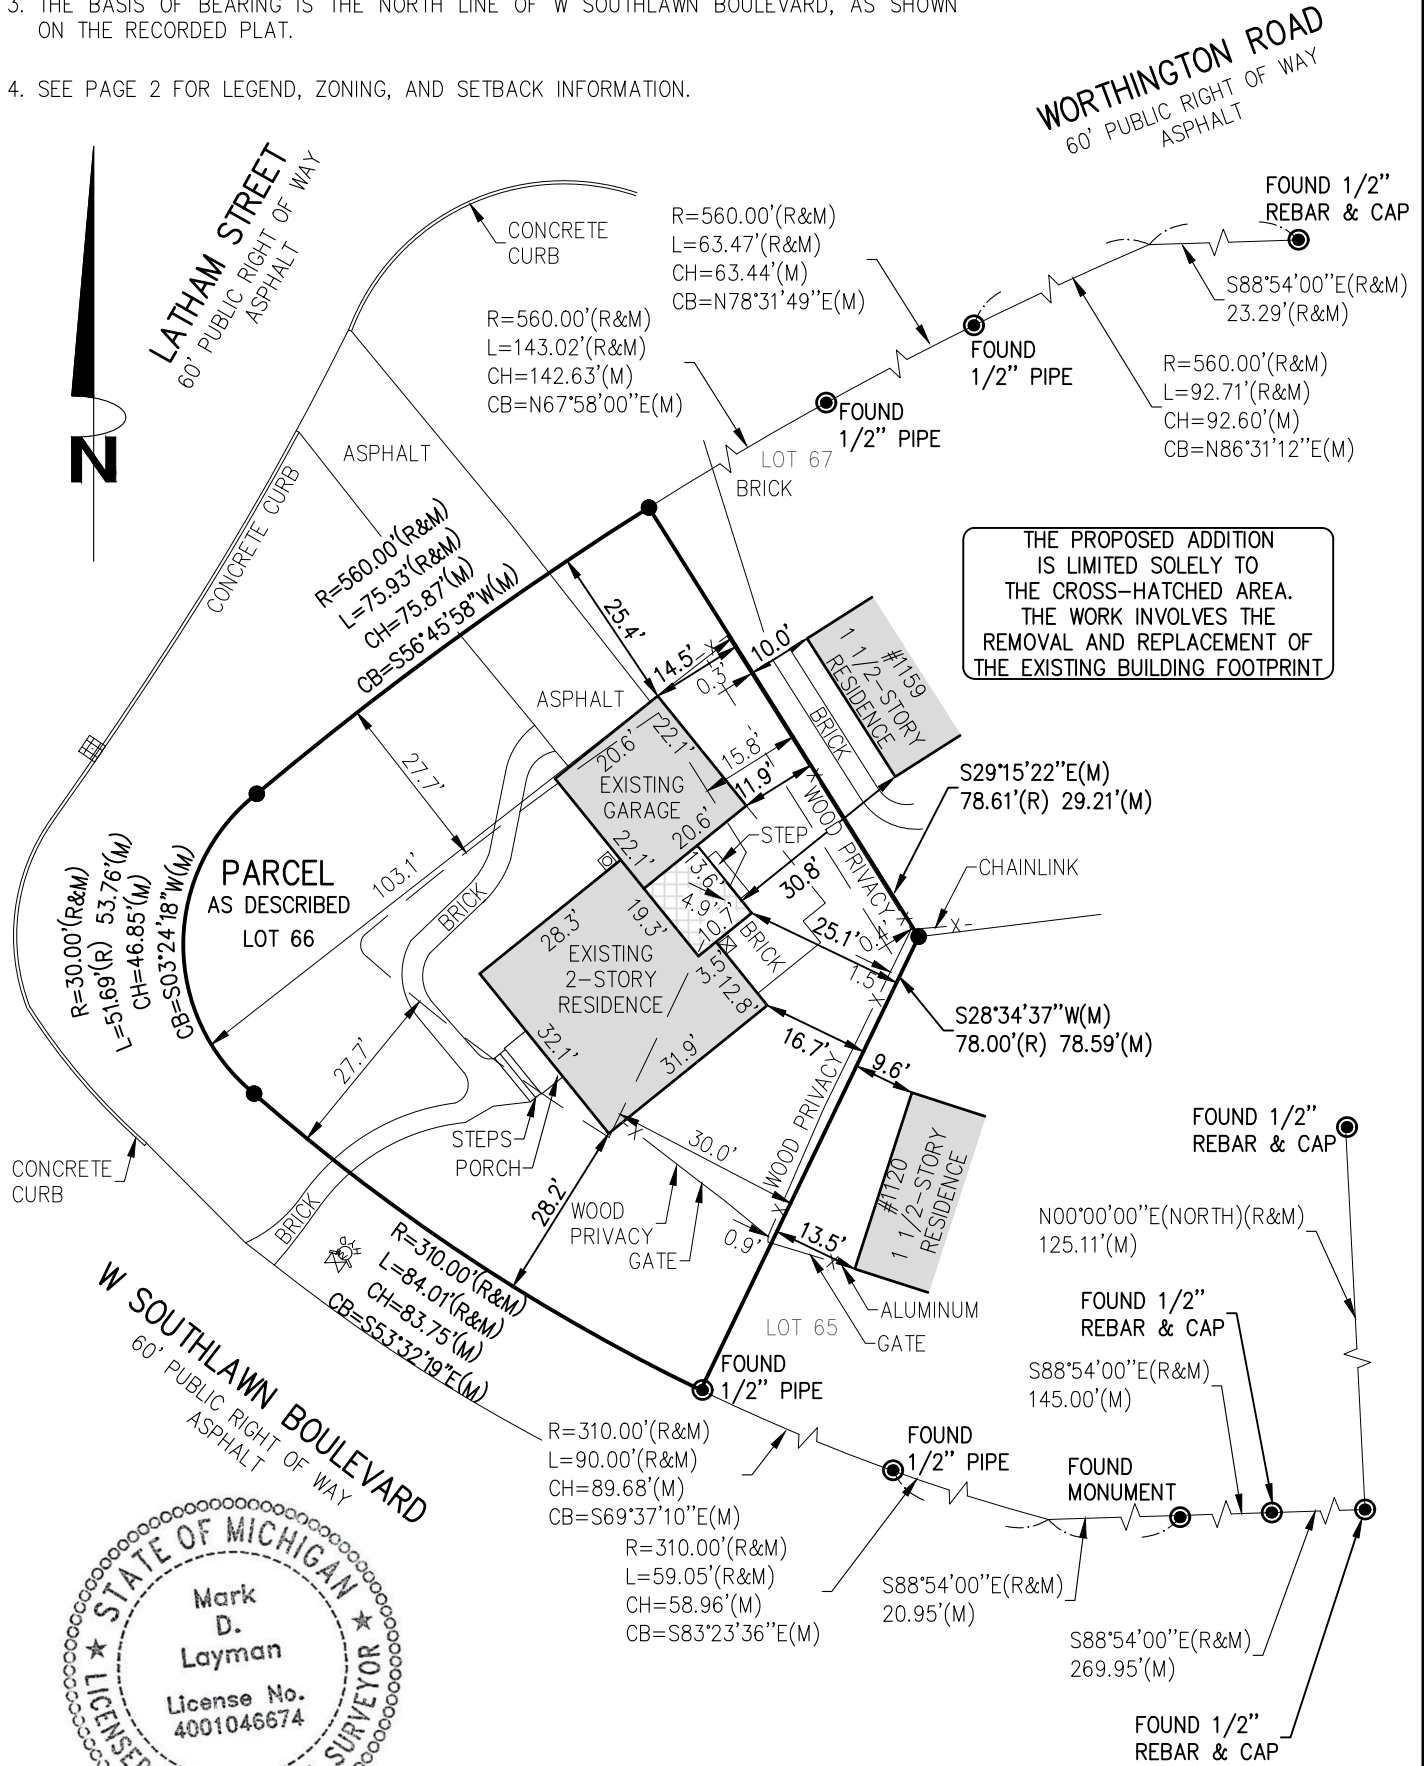 3. THE BASIS OF BEARING IS THE NORTH LINE OF W SOUTHLAWN BOULEVARD, AS SHOWN
ON THE RECORDED PLAT.
4. SEE PAGE 2 FOR LEGEND, ZONING, AND SETBACK INFORMATION.
WORTHINGTON ROAD
60' PUBLIC RIGHT OF WAY
ASPHALT
LATHAM STREET
60' PUBLIC RIGHT OF WAY
ASPHALT
N
CONCRETE
CURB
R=560.00'(R&M)
L=63.47'(R&M)
CH=63.44'(M)
CB=N78°31'49"E(M)
FOUND 1/2"
REBAR & CAP
S88°54'00"E(R&M)
23.29'(R&M)
R=560.00'(R&M)
L=143.02'(R&M)
CH=142.63'(M)
CB=N67°58'00"E(M)
FOUND
1/2" PIPE
R=560.00'(R&M)
L=92.71'(R&M)
CH=92.60'(M)
CB=N86°31'12"E(M)
FOUND
1/2" PIPE
LOT 67
BRICK
ASPHALT
CONCRETE CURB
R=560.00'(R&M)
L=75.93'(R&M)
CH=75.87'(M)
CB=S56°45'58"W(M)
THE PROPOSED ADDITION
IS LIMITED SOLELY TO
THE CROSS-HATCHED AREA.
THE WORK INVOLVES THE
REMOVAL AND REPLACEMENT OF
THE EXISTING BUILDING FOOTPRINT
25.4'
14.5'
0.3'
10.0'
#1159
1 1/2-STORY
RESIDENCE
BRICK
ASPHALT
27.7'
20.6'
22.1'
15.8'
11.9'
EXISTING
GARAGE
20.6'
22.1'
STEP
WOOD PRIVACY
S29°15'22"E(M)
78.61'(R) 29.21'(M)
CHAINLINK
PARCEL
AS DESCRIBED
LOT 66
103.1'
BRICK
R=30.00'(R&M)
L=51.69'(R) 53.76'(M)
CH=46.85'(M)
CB=S03°24'18"W(M)
13.6'
4.9'
30.8'
25.1'
1.5'
BRICK
28.3'
19.3'
3.5'
12.8'
EXISTING
2-STORY
RESIDENCE
32.1'
31.9'
16.7'
S28°34'37"W(M)
78.00'(R) 78.59'(M)
9.6'
WOOD PRIVACY
27.7'
STEPS
PORCH
30.0'
28.2'
WOOD
PRIVACY
GATE
0.9'
13.5'
#1120
1 1/2-STORY
RESIDENCE
ALUMINUM
GATE
LOT 65
CONCRETE
CURB
BRICK
R=310.00'(R&M)
L=84.01'(R&M)
CH=83.75'(M)
CB=S53°32'19"E(M)
FOUND 1/2"
REBAR & CAP
N00°00'00"E(NORTH)(R&M)
125.11'(M)
FOUND 1/2"
REBAR & CAP
S88°54'00"E(R&M)
145.00'(M)
W SOUTHLAWN BOULEVARD
60' PUBLIC RIGHT OF WAY
ASPHALT
FOUND
1/2" PIPE
R=310.00'(R&M)
L=90.00'(R&M)
CH=89.68'(M)
CB=S69°37'10"E(M)
FOUND
1/2" PIPE
FOUND
MONUMENT
R=310.00'(R&M)
L=59.05'(R&M)
CH=58.96'(M)
CB=S83°23'36"E(M)
S88°54'00"E(R&M)
20.95'(M)
S88°54'00"E(R&M)
269.95'(M)
FOUND 1/2"
REBAR & CAP
STATE OF MICHIGAN
Mark
D.
Layman
License No.
4001046674
SURVEYOR